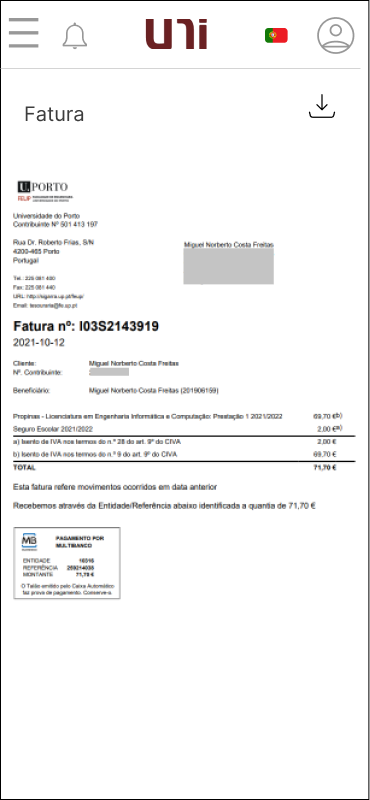 uni
Fatura
U.PORTO
FEUP FACULDADE DE ENGENHARIA
UNIVERSIDADE DO PORTO
Universidade do Porto
Contribuinte Nº 501 413 197
Rua Dr. Roberto Frias, S/N
4200-465 Porto
Portugal
Miguel Norberto Costa Freitas
Tel.: 225 081 400
Fax: 225 081 440
URL: http://sigarra.up.pt/feup/
Email: tesouraria@fe.up.pt
Fatura nº: I03S2143919
2021-10-12
Cliente: Miguel Norberto Costa Freitas
Nº. Contribuinte:
Beneficiário: Miguel Norberto Costa Freitas (201906159)
Propinas - Licenciatura em Engenharia Informática e Computação: Prestação 1 2021/2022 69,70 €b)
Seguro Escolar 2021/2022 2,00 €a)
a) Isento de IVA nos termos do n.º 28 do art. 9º do CIVA 2,00 €
b) Isento de IVA nos termos do n.º 9 do art. 9º do CIVA 69,70 €
TOTAL 71,70 €
Esta fatura refere movimentos ocorridos em data anterior
Recebemos através da Entidade/Referência abaixo identificada a quantia de 71,70 €
MB
PAGAMENTO POR
MULTIBANCO
ENTIDADE 10316
REFERÊNCIA 259214038
MONTANTE 71,70 €
O Talão emitido pelo Caixa Automático
faz prova de pagamento. Conserve-o.